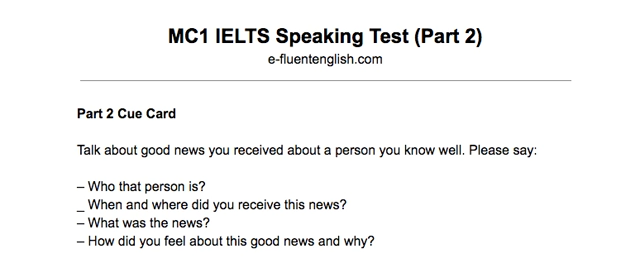 MC1 IELTS Speaking Test (Part 2)
e-fluentenglish.com
Part 2 Cue Card
Talk about good news you received about a person you know well. Please say:
– Who that person is?
_ When and where did you receive this news?
– What was the news?
– How did you feel about this good news and why?